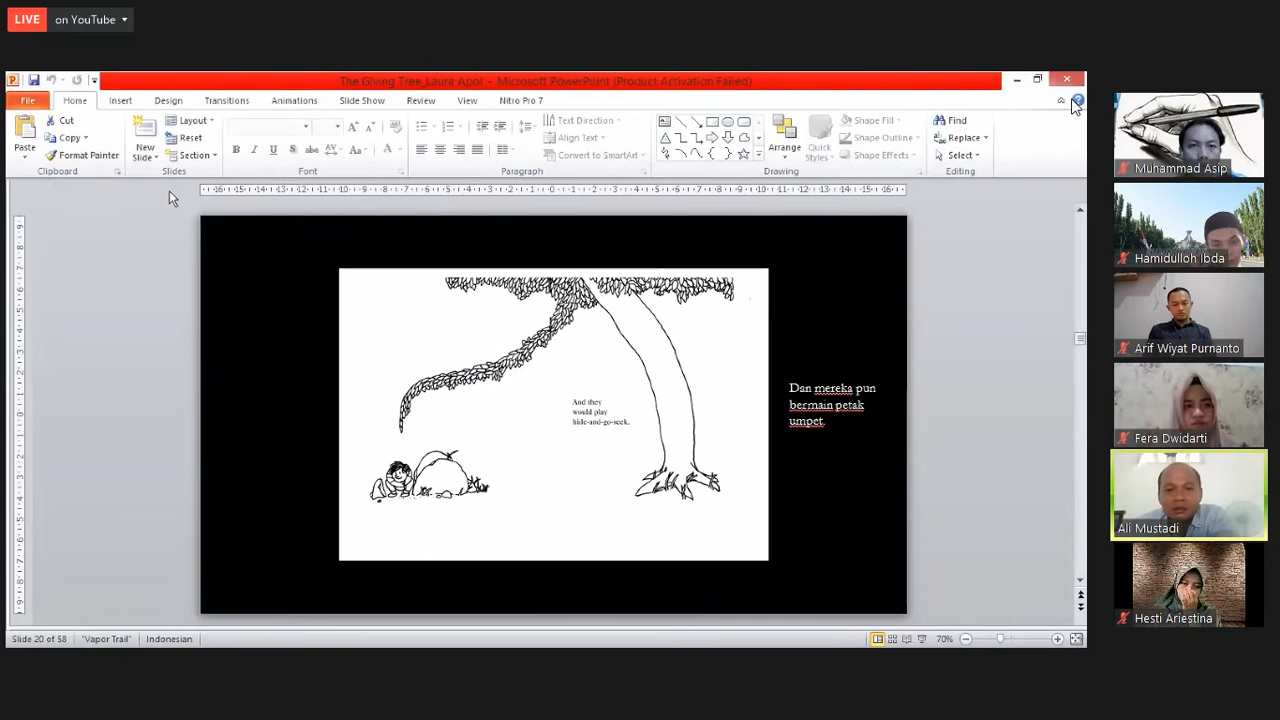 LIVE on YouTube
The Giving Tree_Laura Apol - Microsoft PowerPoint (Product Activation Failed)
File Home Insert Design Transitions Animations Slide Show Review View Nitro Pro 7
Paste
Cut
Copy
Format Painter
Clipboard
New
Slide
Layout
Reset
Section
Slides
B I U S abc AV Aa A
Font
Text Direction
Align Text
Convert to SmartArt
Paragraph
Arrange
Quick
Styles
Shape Fill
Shape Outline
Shape Effects
Drawing
Find
Replace
Select
Editing
And they
would play
hide-and-go-seek.
Dan mereka pun
bermain petak
umpet.
Slide 20 of 58 "Vapor Trail" Indonesian 70%
Muhammad Asip
Hamidulloh Ibda
Arif Wiyat Purnanto
Fera Dwidarti
Ali Mustadi
Hesti Ariestina